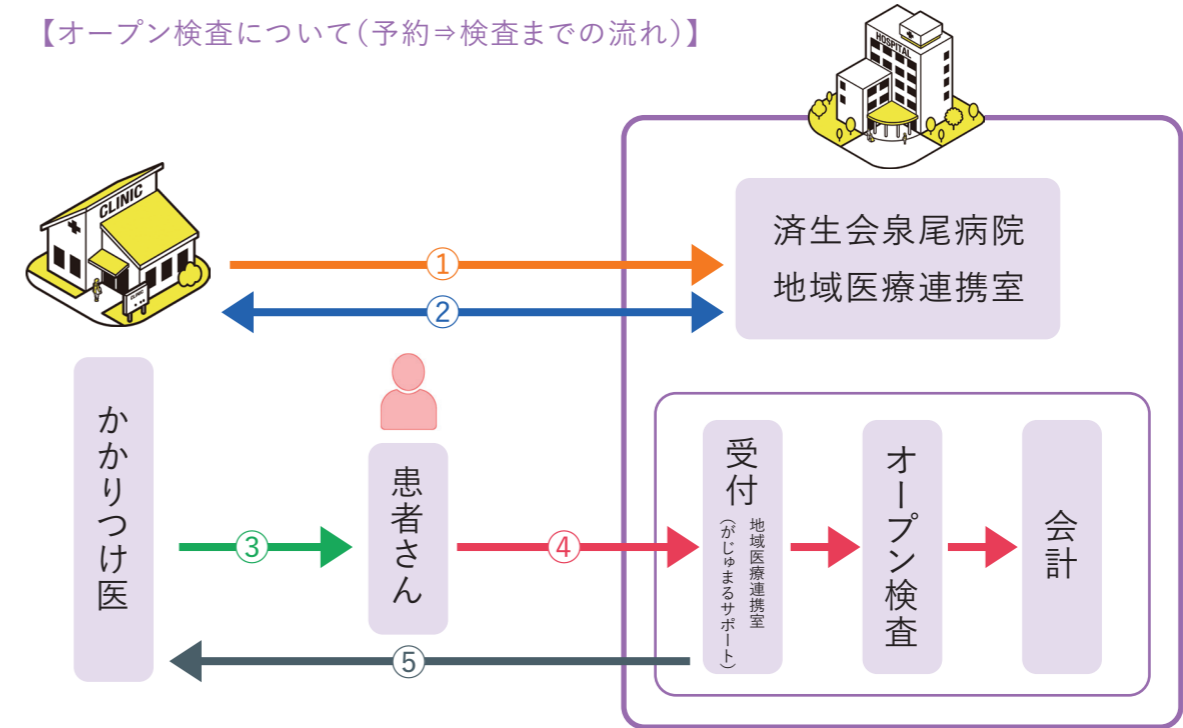 【オープン検査について(予約⇒検査までの流れ)】
HOSPITAL
CLINIC
CLINIC
済生会泉尾病院
地域医療連携室
①
②
かかりつけ医
③
患者さん
④
受付
地域医療連携室
(がじゅまるサポート)
オープン検査
会計
⑤